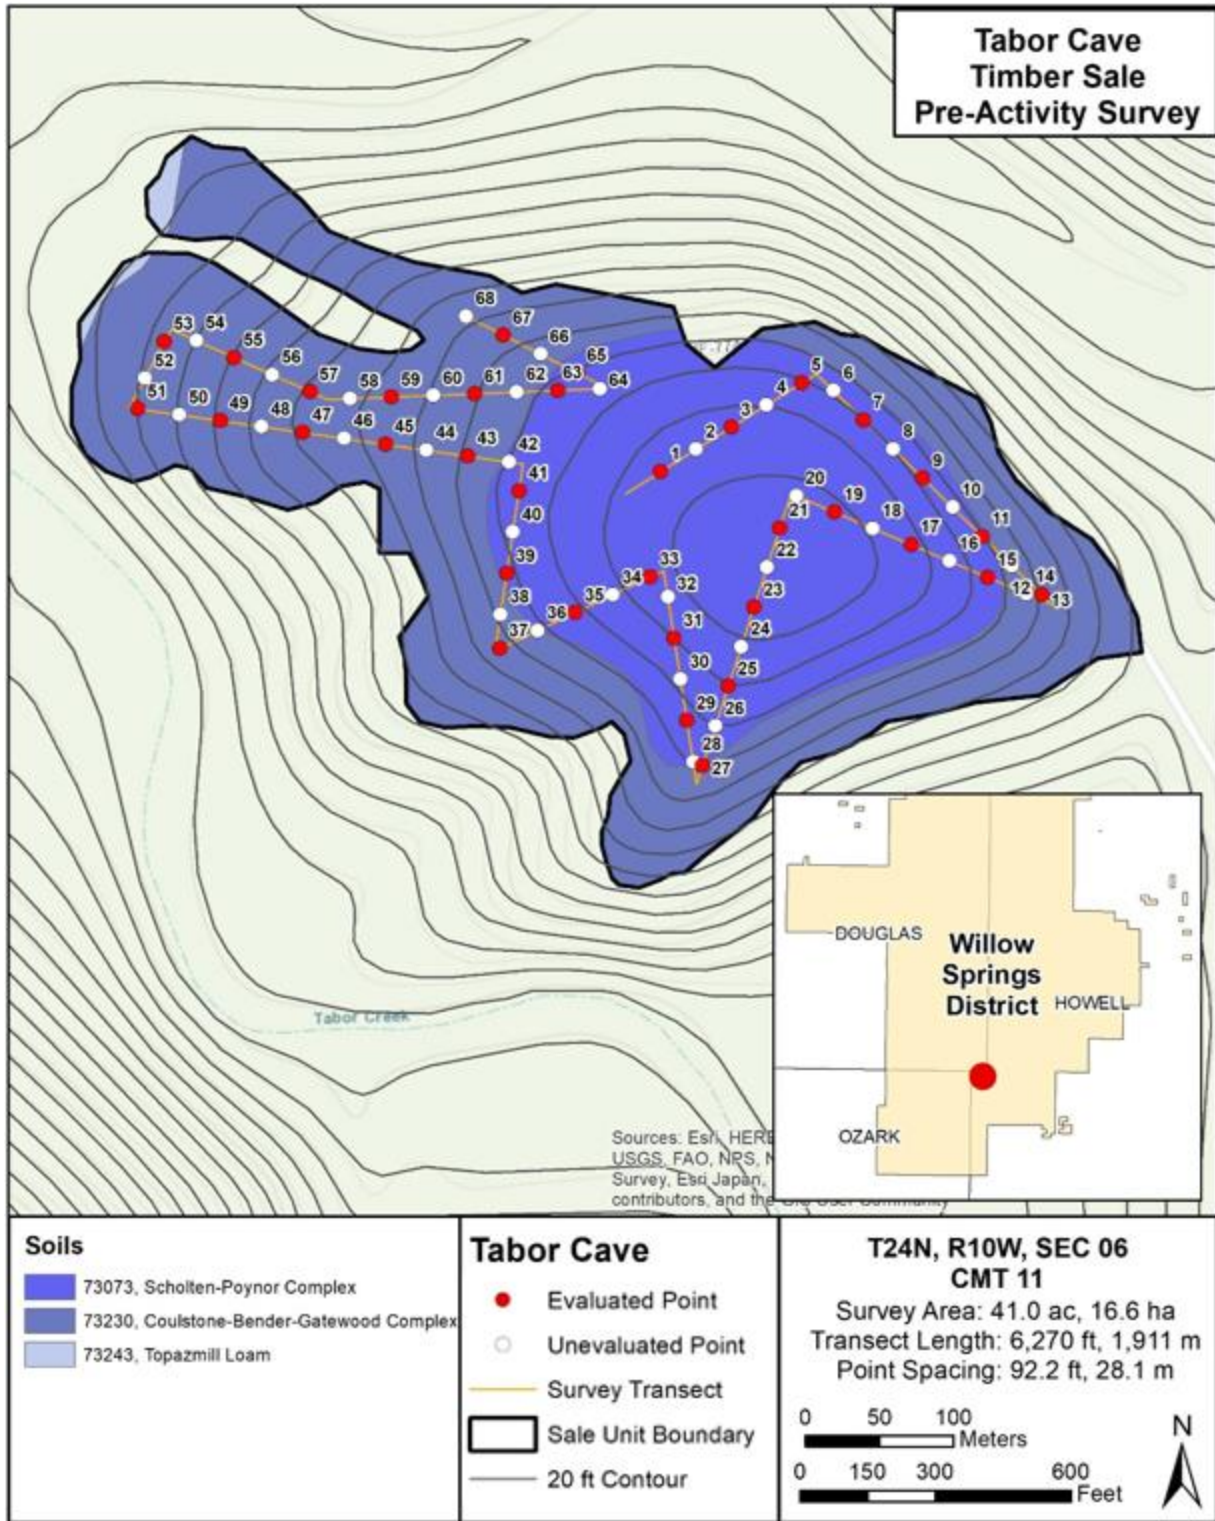 Tabor Cave
Timber Sale
Pre-Activity Survey
68
67
53
54
66
55
65
5
6
52
56
64
57
58
59
60
61
62
63
4
7
51
50
49
48
47
46
45
44
43
42
3
2
8
1
9
41
20
10
19
40
21
18
11
17
22
16
39
33
15
34
32
23
14
38
35
12
13
36
31
24
37
30
25
29
26
28
27
Tabor Creek
DOUGLAS
Willow
Springs
District
HOWELL
OZARK
Sources: Esri, HERE
USGS, FAO, NPS,
Survey, Esri Japan,
contributors, and the GIS User Community
Soils
73073, Scholten-Poynor Complex
73230, Coulstone-Bender-Gatewood Complex
73243, Topazmill Loam
Tabor Cave
Evaluated Point
Unevaluated Point
Survey Transect
Sale Unit Boundary
20 ft Contour
T24N, R10W, SEC 06
CMT 11
Survey Area: 41.0 ac, 16.6 ha
Transect Length: 6,270 ft, 1,911 m
Point Spacing: 92.2 ft, 28.1 m
0 50 100
Meters
0 150 300 600
Feet
N